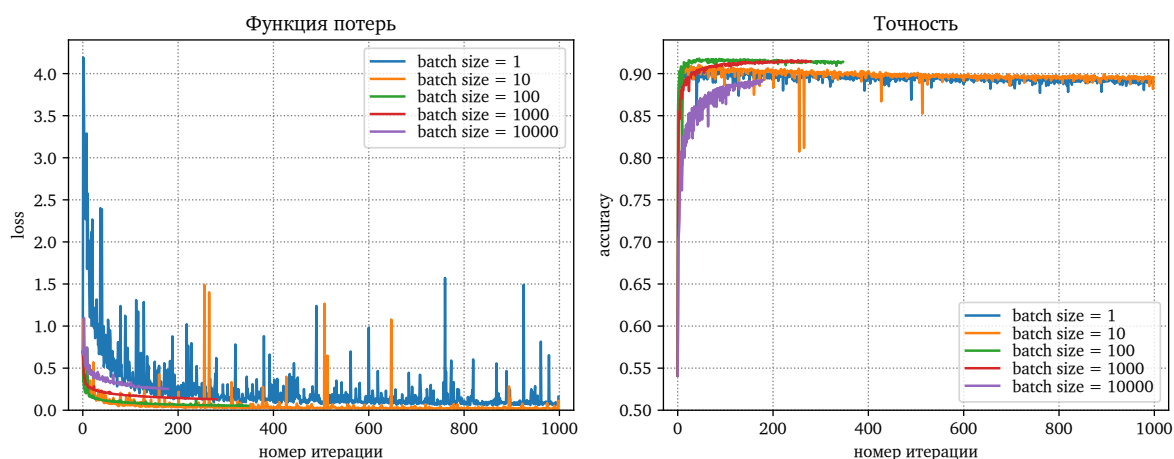 Функция потерь
4.0
3.5
3.0
2.5
2.0
1.5
1.0
0.5
0.0
loss
0 200 400 600 800 1000
номер итерации
batch size = 1
batch size = 10
batch size = 100
batch size = 1000
batch size = 10000
Точность
0.90
0.85
0.80
0.75
0.70
0.65
0.60
0.55
0.50
accuracy
0 200 400 600 800 1000
номер итерации
batch size = 1
batch size = 10
batch size = 100
batch size = 1000
batch size = 10000